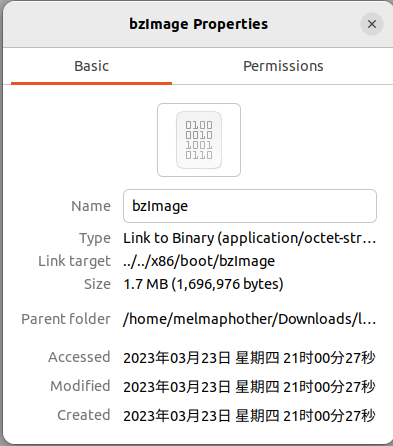 bzImage Properties
Basic Permissions
0100
0010
1001
0110
Name bzImage
Type Link to Binary (application/octet-str…
Link target ../../x86/boot/bzImage
Size 1.7 MB (1,696,976 bytes)
Parent folder /home/melmaphother/Downloads/l…
Accessed 2023年03月23日 星期四 21时00分27秒
Modified 2023年03月23日 星期四 21时00分27秒
Created 2023年03月23日 星期四 21时00分27秒